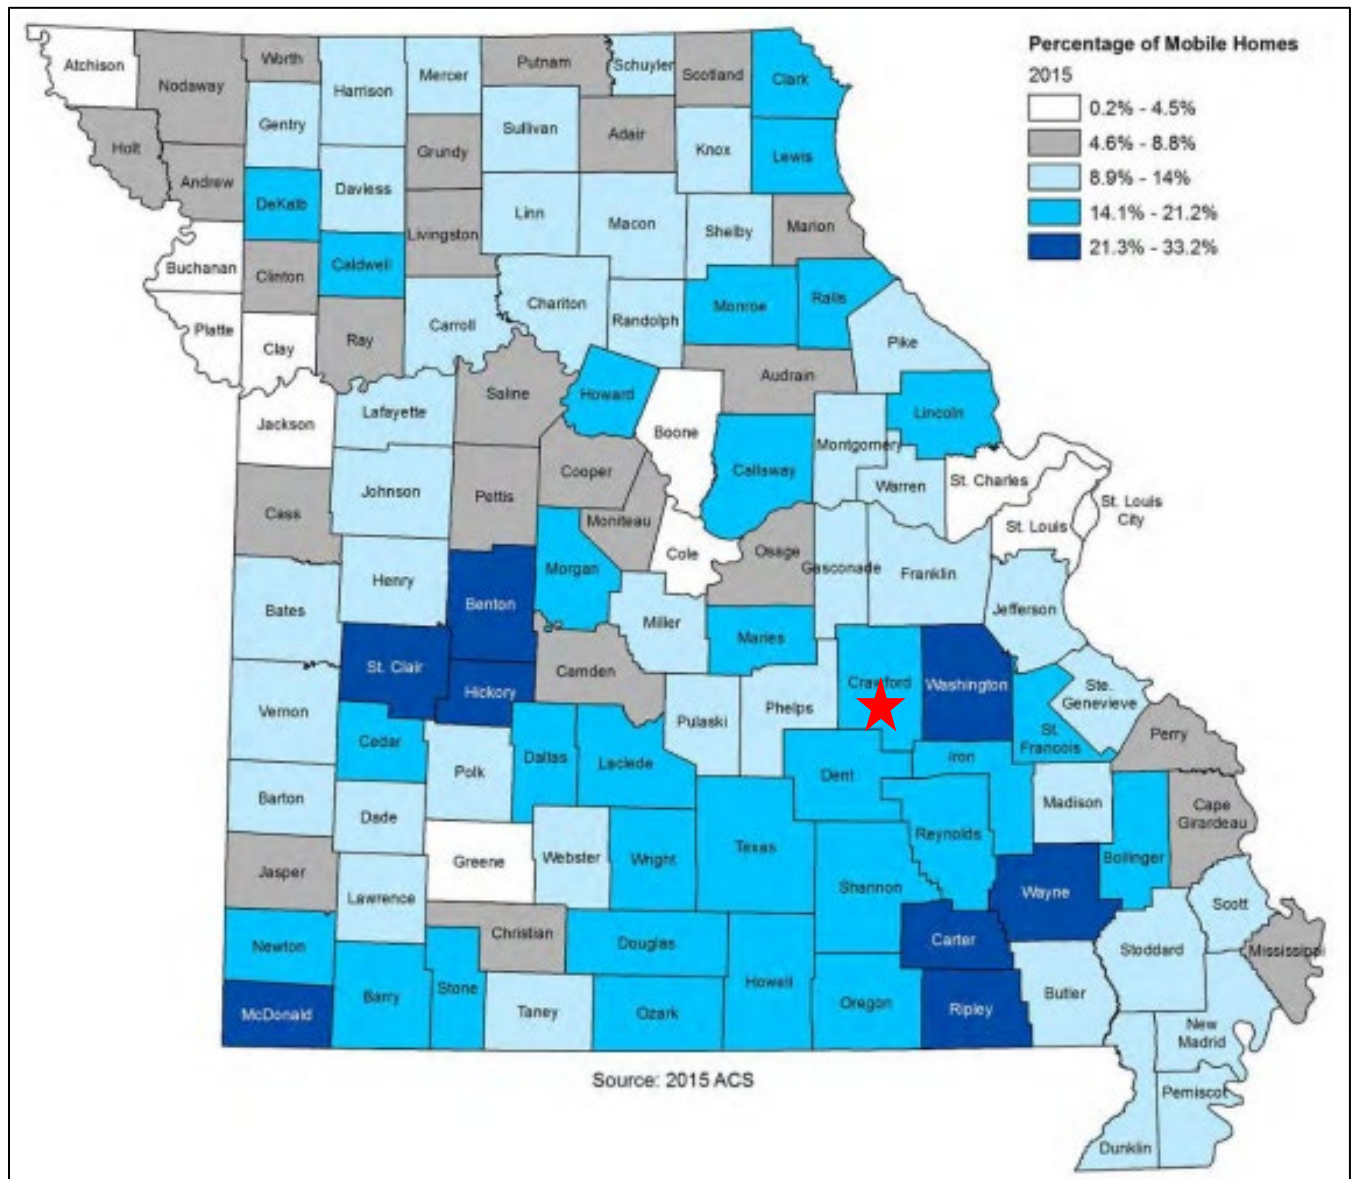 Percentage of Mobile Homes
2015
0.2% - 4.5%
4.6% - 8.8%
8.9% - 14%
14.1% - 21.2%
21.3% - 33.2%
Atchison
Nodaway
Worth
Harrison
Mercer
Putnam
Schuyler
Scotland
Clark
Holt
Gentry
Grundy
Sullivan
Adair
Knox
Lewis
Andrew
DeKalb
Daviess
Livingston
Linn
Macon
Shelby
Marion
Buchanan
Clinton
Caldwell
Chariton
Randolph
Monroe
Ralls
Platte
Clay
Ray
Carroll
Pike
Audrain
Jackson
Lafayette
Saline
Howard
Boone
Lincoln
Callaway
Montgomery
Warren
St. Charles
St. Louis
St. Louis
City
Cass
Johnson
Pettis
Cooper
Moniteau
Cole
Osage
Gasconade
Franklin
Jefferson
Bates
Henry
Benton
Morgan
Miller
Maries
St. Clair
Hickory
Camden
Pulaski
Phelps
Crawford
Washington
Ste.
Genevieve
St.
Francois
Perry
Vernon
Cedar
Polk
Dallas
Laclede
Dent
Iron
Madison
Cape
Girardeau
Barton
Dade
Greene
Webster
Wright
Texas
Reynolds
Bollinger
Jasper
Lawrence
Shannon
Wayne
Scott
Newton
Christian
Douglas
Carter
Stoddard
Mississippi
McDonald
Barry
Stone
Taney
Ozark
Howell
Oregon
Ripley
Butler
New
Madrid
Pemiscot
Dunklin
Source: 2015 ACS